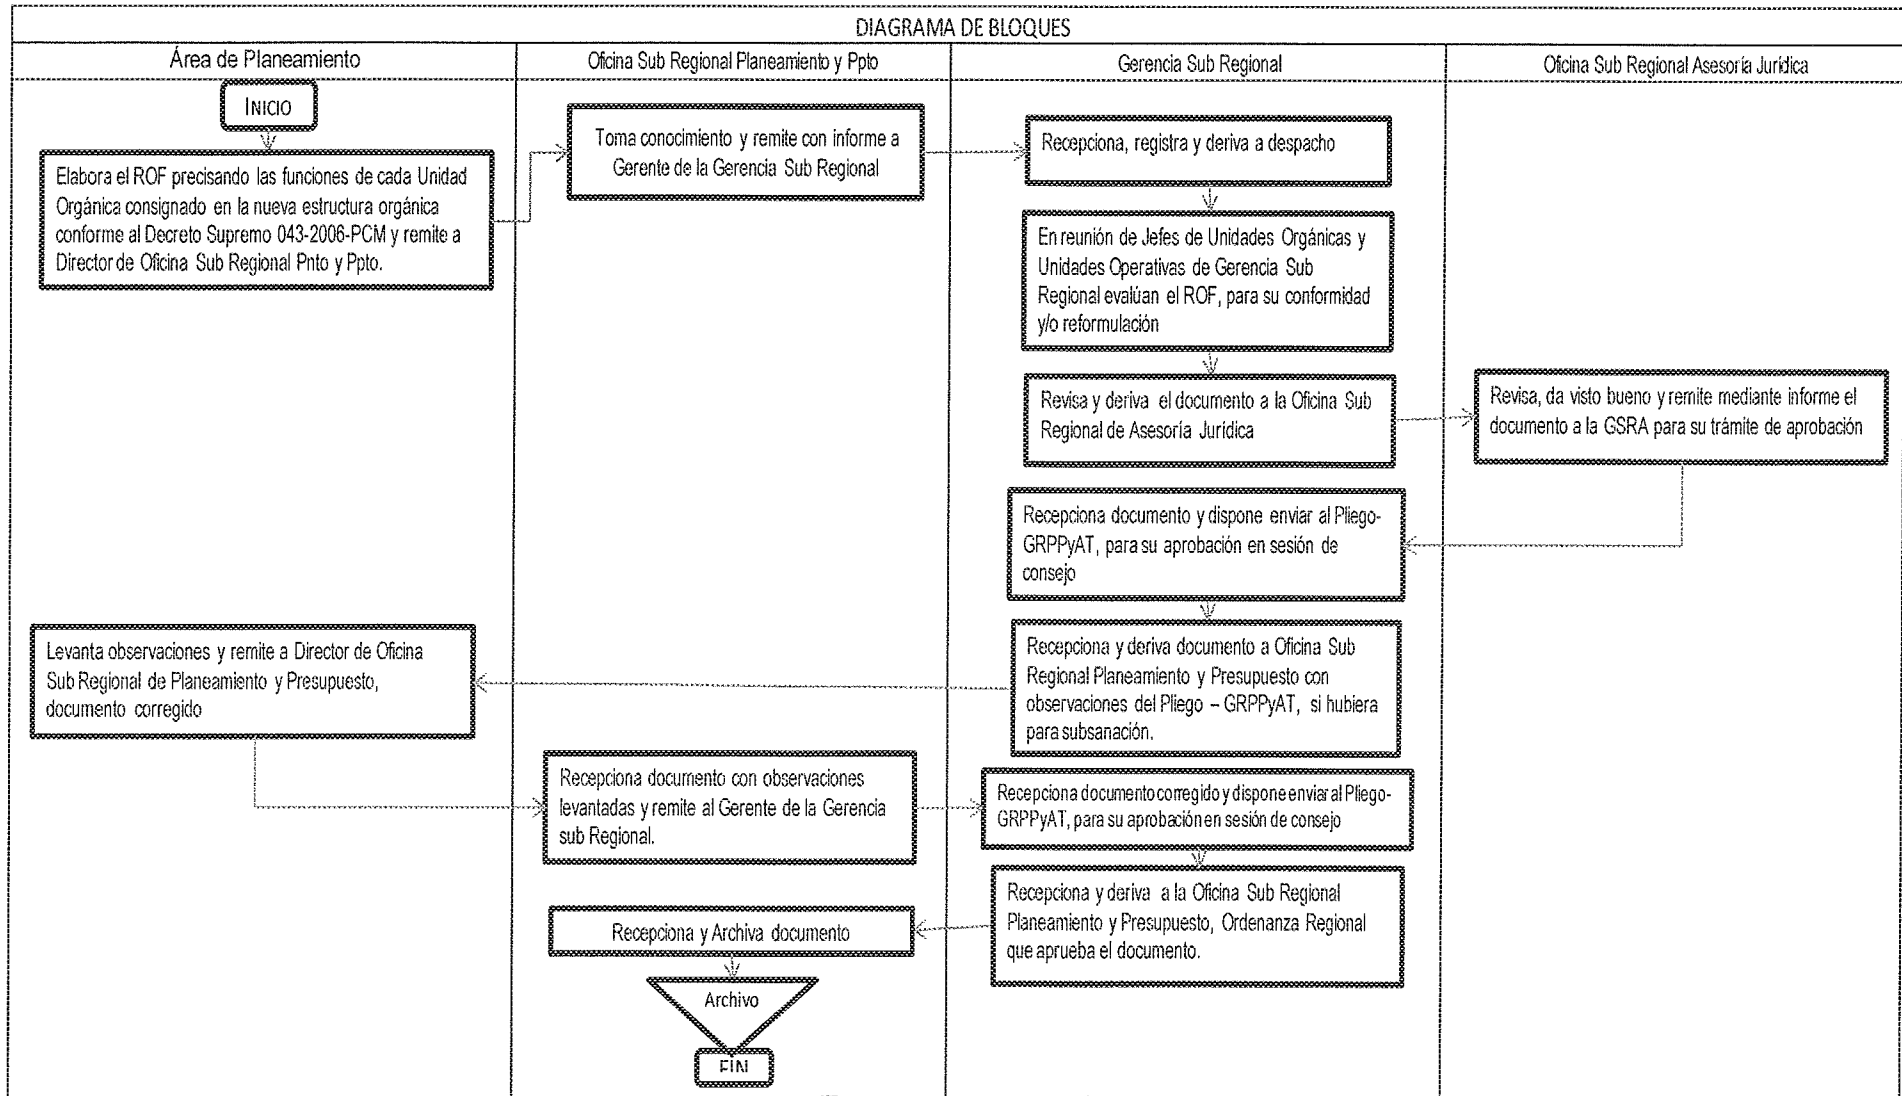 DIAGRAMA DE BLOQUES
Área de Planeamiento
Oficina Sub Regional Planeamiento y Ppto
Gerencia Sub Regional
Oficina Sub Regional Asesoría Jurídica
INICIO
Elabora el ROF precisando las funciones de cada Unidad
Orgánica consignado en la nueva estructura orgánica
conforme al Decreto Supremo 043-2006-PCM y remite a
Director de Oficina Sub Regional Pnto y Ppto.
Toma conocimiento y remite con informe a
Gerente de la Gerencia Sub Regional
Recepciona, registra y deriva a despacho
En reunión de Jefes de Unidades Orgánicas y
Unidades Operativas de Gerencia Sub
Regional evalúan el ROF, para su conformidad
y/o reformulación
Revisa y deriva el documento a la Oficina Sub
Regional de Asesoría Jurídica
Revisa, da visto bueno y remite mediante informe el
documento a la GSRA para su trámite de aprobación
Recepciona documento y dispone enviar al Pliego-
GRPPyAT, para su aprobación en sesión de
consejo
Recepciona y deriva documento a Oficina Sub
Regional Planeamiento y Presupuesto con
observaciones del Pliego – GRPPyAT, si hubiera
para subsanación.
Levanta observaciones y remite a Director de Oficina
Sub Regional de Planeamiento y Presupuesto,
documento corregido
Recepciona documento con observaciones
levantadas y remite al Gerente de la Gerencia
sub Regional.
Recepciona documento corregido y dispone enviar al Pliego-
GRPPyAT, para su aprobación en sesión de consejo
Recepciona y deriva a la Oficina Sub Regional
Planeamiento y Presupuesto, Ordenanza Regional
que aprueba el documento.
Recepciona y Archiva documento
Archivo
FIN